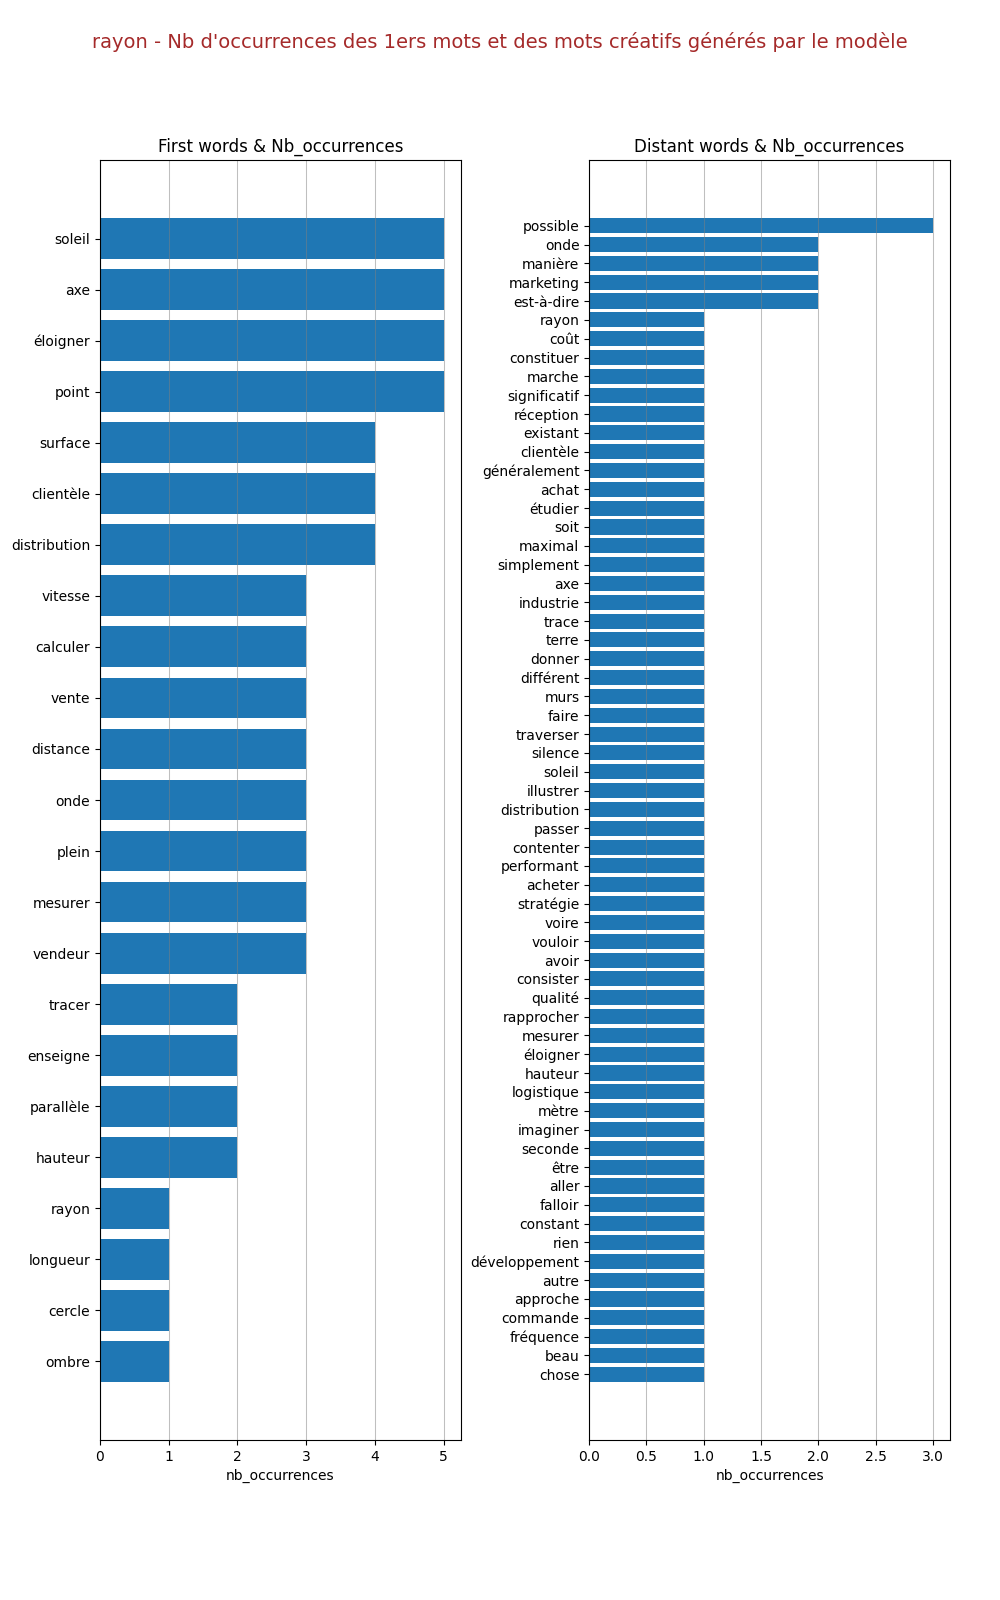 rayon - Nb d'occurrences des 1ers mots et des mots créatifs générés par le modèle
First words & Nb_occurrences
soleil
axe
éloigner
point
surface
clientèle
distribution
vitesse
calculer
vente
distance
onde
plein
mesurer
vendeur
tracer
enseigne
parallèle
hauteur
rayon
longueur
cercle
ombre
0 1 2 3 4 5
nb_occurrences
Distant words & Nb_occurrences
possible
onde
manière
marketing
est-à-dire
rayon
coût
constituer
marche
significatif
réception
existant
clientèle
généralement
achat
étudier
soit
maximal
simplement
axe
industrie
trace
terre
donner
différent
murs
faire
traverser
silence
soleil
illustrer
distribution
passer
contenter
performant
acheter
stratégie
voire
vouloir
avoir
consister
qualité
rapprocher
mesurer
éloigner
hauteur
logistique
mètre
imaginer
seconde
être
aller
falloir
constant
rien
développement
autre
approche
commande
fréquence
beau
chose
0.0 0.5 1.0 1.5 2.0 2.5 3.0
nb_occurrences